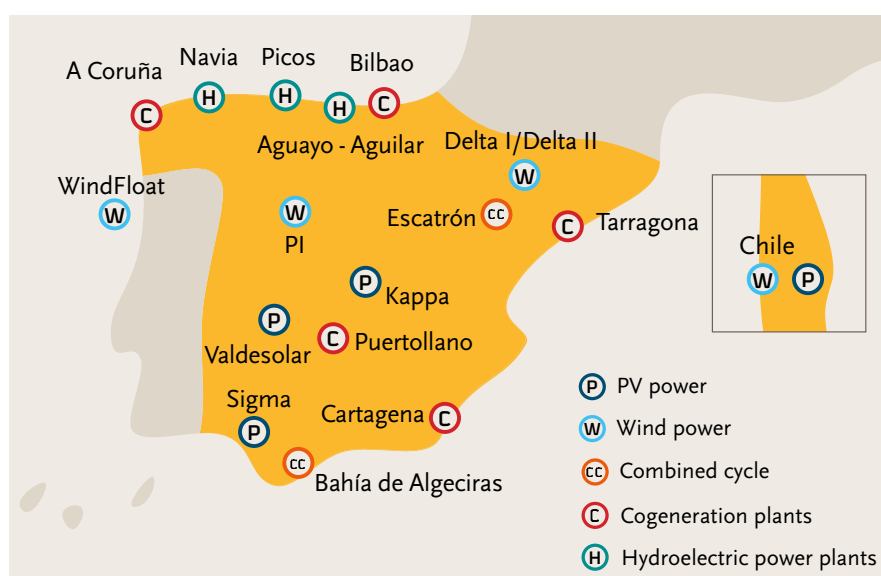 A Coruña
C
Navia
H
Picos
H
Bilbao
C
H
Aguayo - Aguilar
Delta I/Delta II
W
WindFloat
W
W
PI
Escatrón
CC
C
Tarragona
Chile
W
P
P
Kappa
P
Valdesolar
C
Puertollano
Sigma
P
Cartagena
C
CC
Bahía de Algeciras
P PV power
W Wind power
CC Combined cycle
C Cogeneration plants
H Hydroelectric power plants